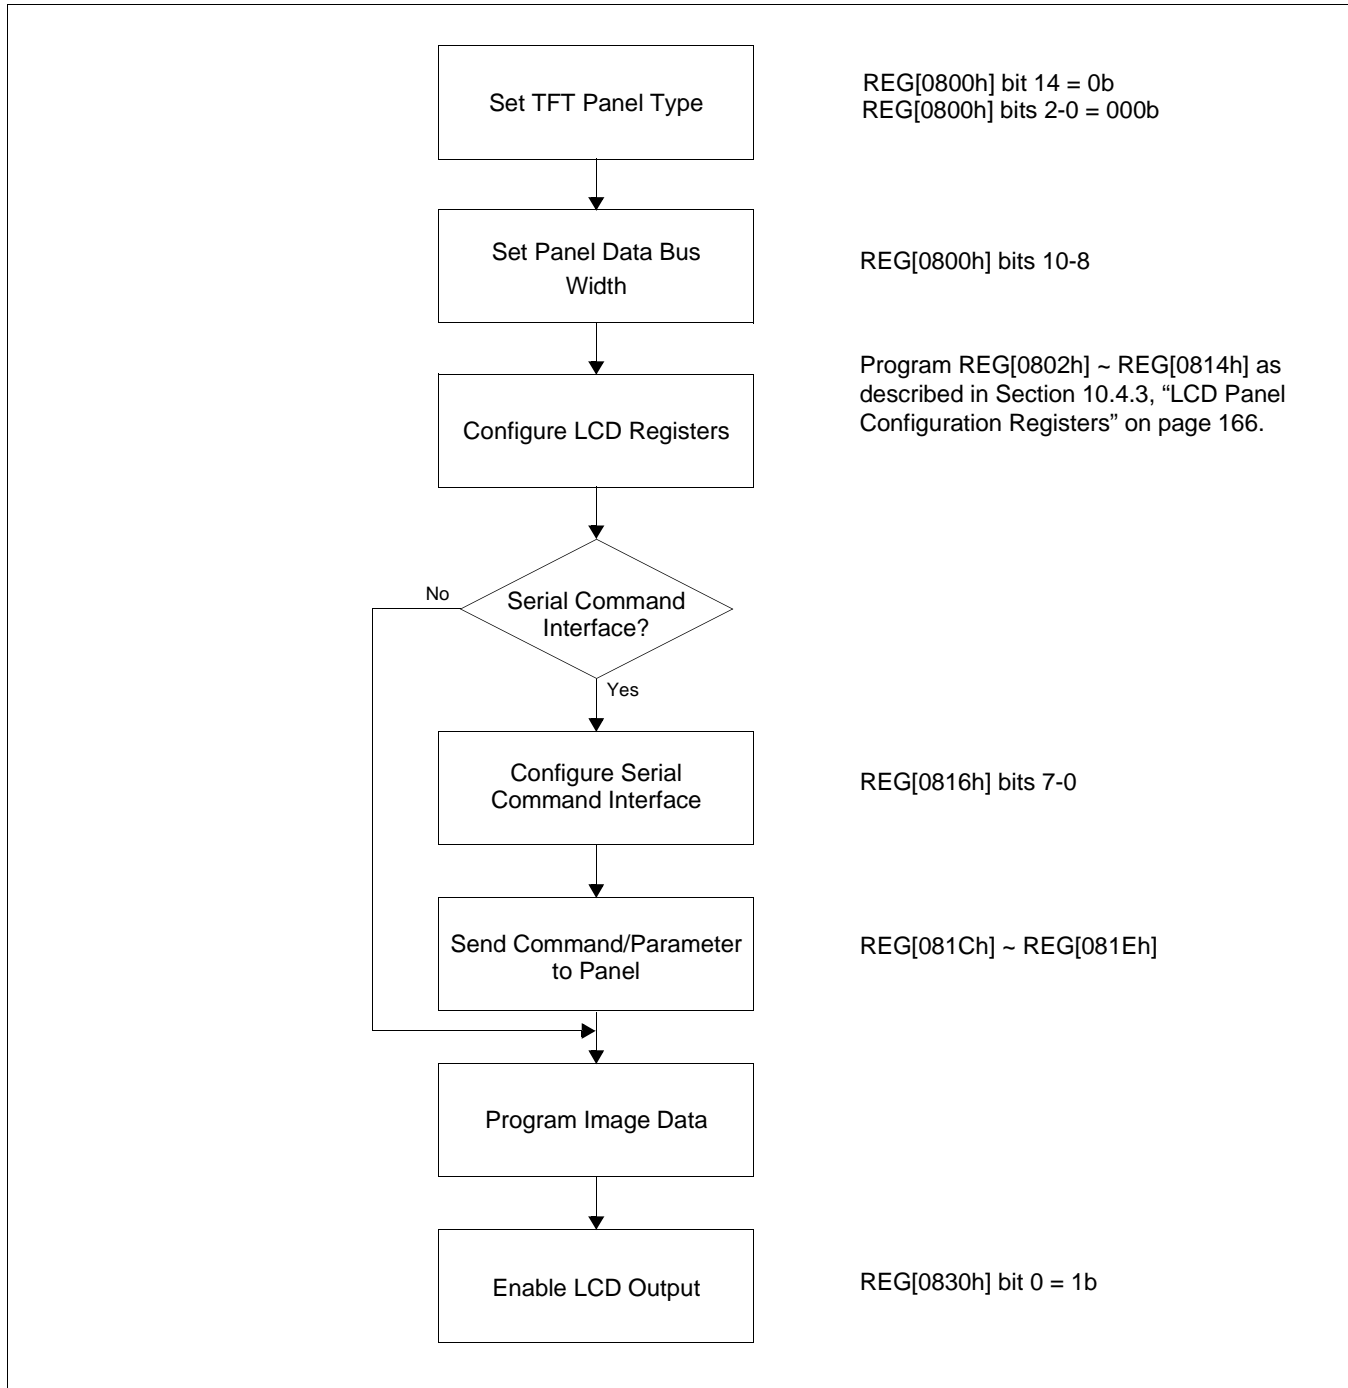 Set TFT Panel Type
REG[0800h] bit 14 = 0b
REG[0800h] bits 2-0 = 000b
Set Panel Data Bus
Width
REG[0800h] bits 10-8
Configure LCD Registers
Program REG[0802h] ~ REG[0814h] as
described in Section 10.4.3, “LCD Panel
Configuration Registers” on page 166.
No
Serial Command
Interface?
Yes
Configure Serial
Command Interface
REG[0816h] bits 7-0
Send Command/Parameter
to Panel
REG[081Ch] ~ REG[081Eh]
Program Image Data
Enable LCD Output
REG[0830h] bit 0 = 1b